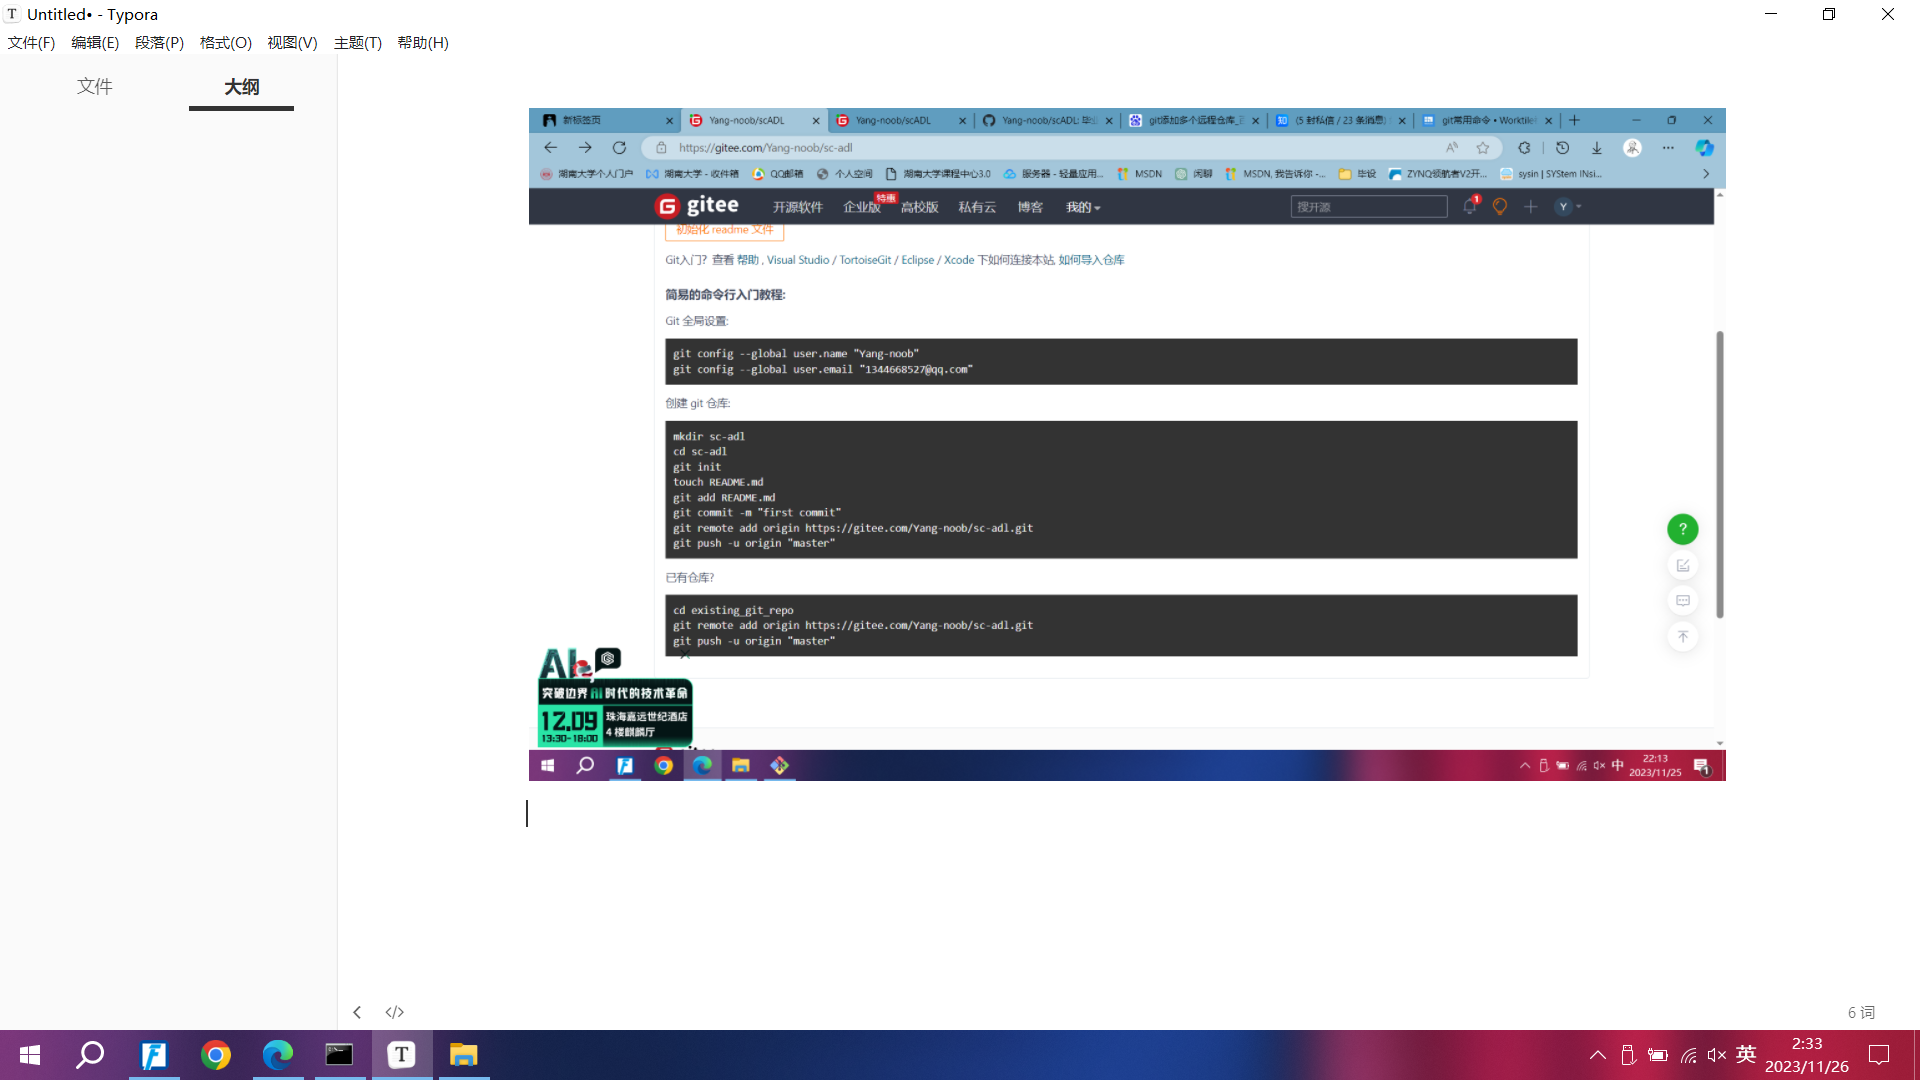 Untitled• - Typora
文件(F) 编辑(E) 段落(P) 格式(O) 视图(V) 主题(T) 帮助(H)
文件 大纲
新标签页 Yang-noob/scADL Yang-noob/scADL Yang-noob/scADL: 毕 git添加多个远程仓库_百 (5 封私信 / 23 条消息) git常用命令 • Worktile
https://gitee.com/Yang-noob/sc-adl
湖南大学个人门户 湖南大学 - 收件箱 QQ邮箱 个人空间 湖南大学课程中心3.0 服务器 - 轻量应用... MSDN 闲聊 MSDN, 我告诉你 -... 毕设 ZYNQ领航者V2开... sysin | SYStem INsi...
gitee 开源软件 企业版 特惠 高校版 私有云 博客 我的 搜开源 1 Y
初始化 readme 文件
Git入门? 查看 帮助 , Visual Studio / TortoiseGit / Eclipse / Xcode 下如何连接本站, 如何导入仓库
简易的命令行入门教程:
Git 全局设置:
git config --global user.name "Yang-noob"
git config --global user.email "1344668527@qq.com"
创建 git 仓库:
mkdir sc-adl
cd sc-adl
git init
touch README.md
git add README.md
git commit -m "first commit"
git remote add origin https://gitee.com/Yang-noob/sc-adl.git
git push -u origin "master"
已有仓库?
cd existing_git_repo
git remote add origin https://gitee.com/Yang-noob/sc-adl.git
git push -u origin "master"
?
AI
突破边界 AI 时代的技术革命
12.09 珠海嘉远世纪酒店
13:30-18:00 4 楼麒麟厅
中 22:13
2023/11/25 1
</> 6 词
英 2:33
2023/11/26